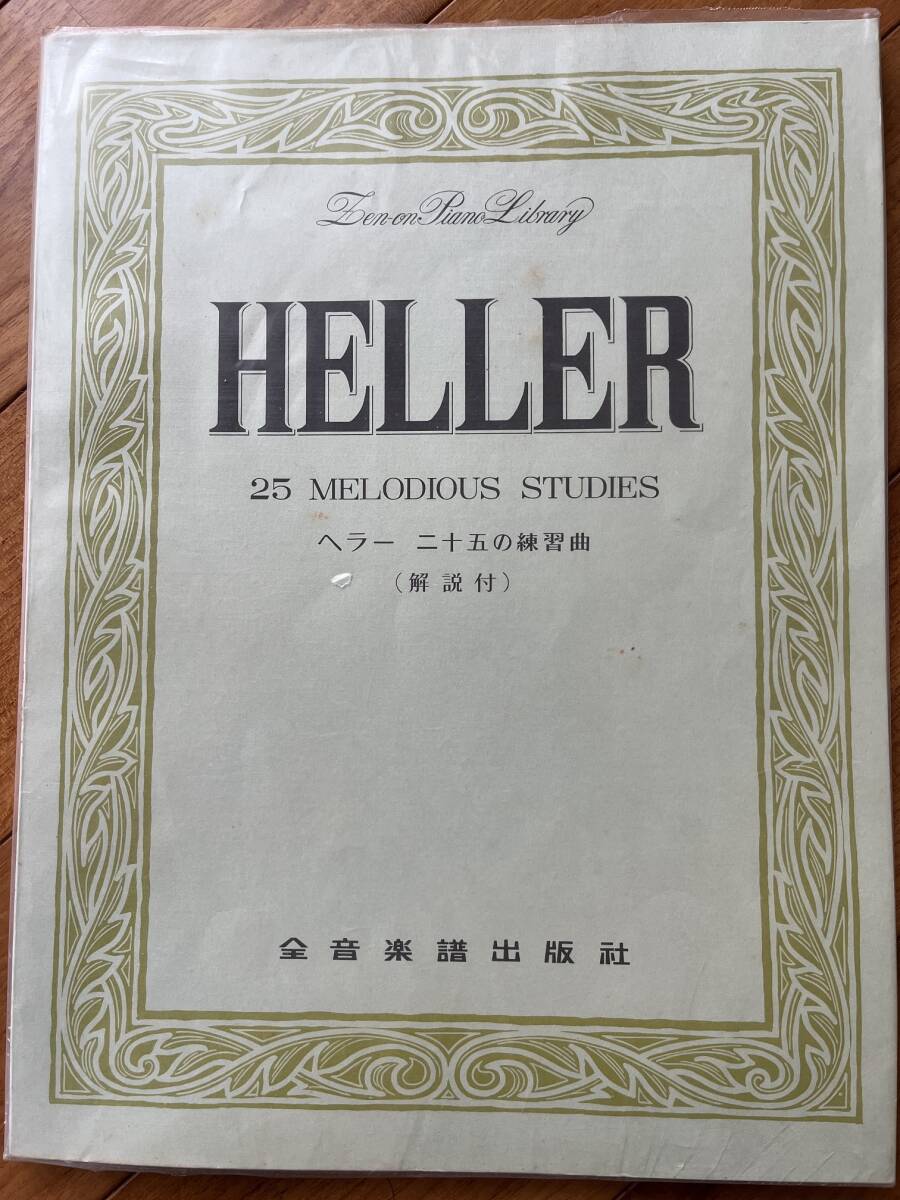 Zen-on Piano Library
HELLER
25 MELODIOUS STUDIES
ヘラー 二十五の練習曲
（解説付）
全音楽譜出版社